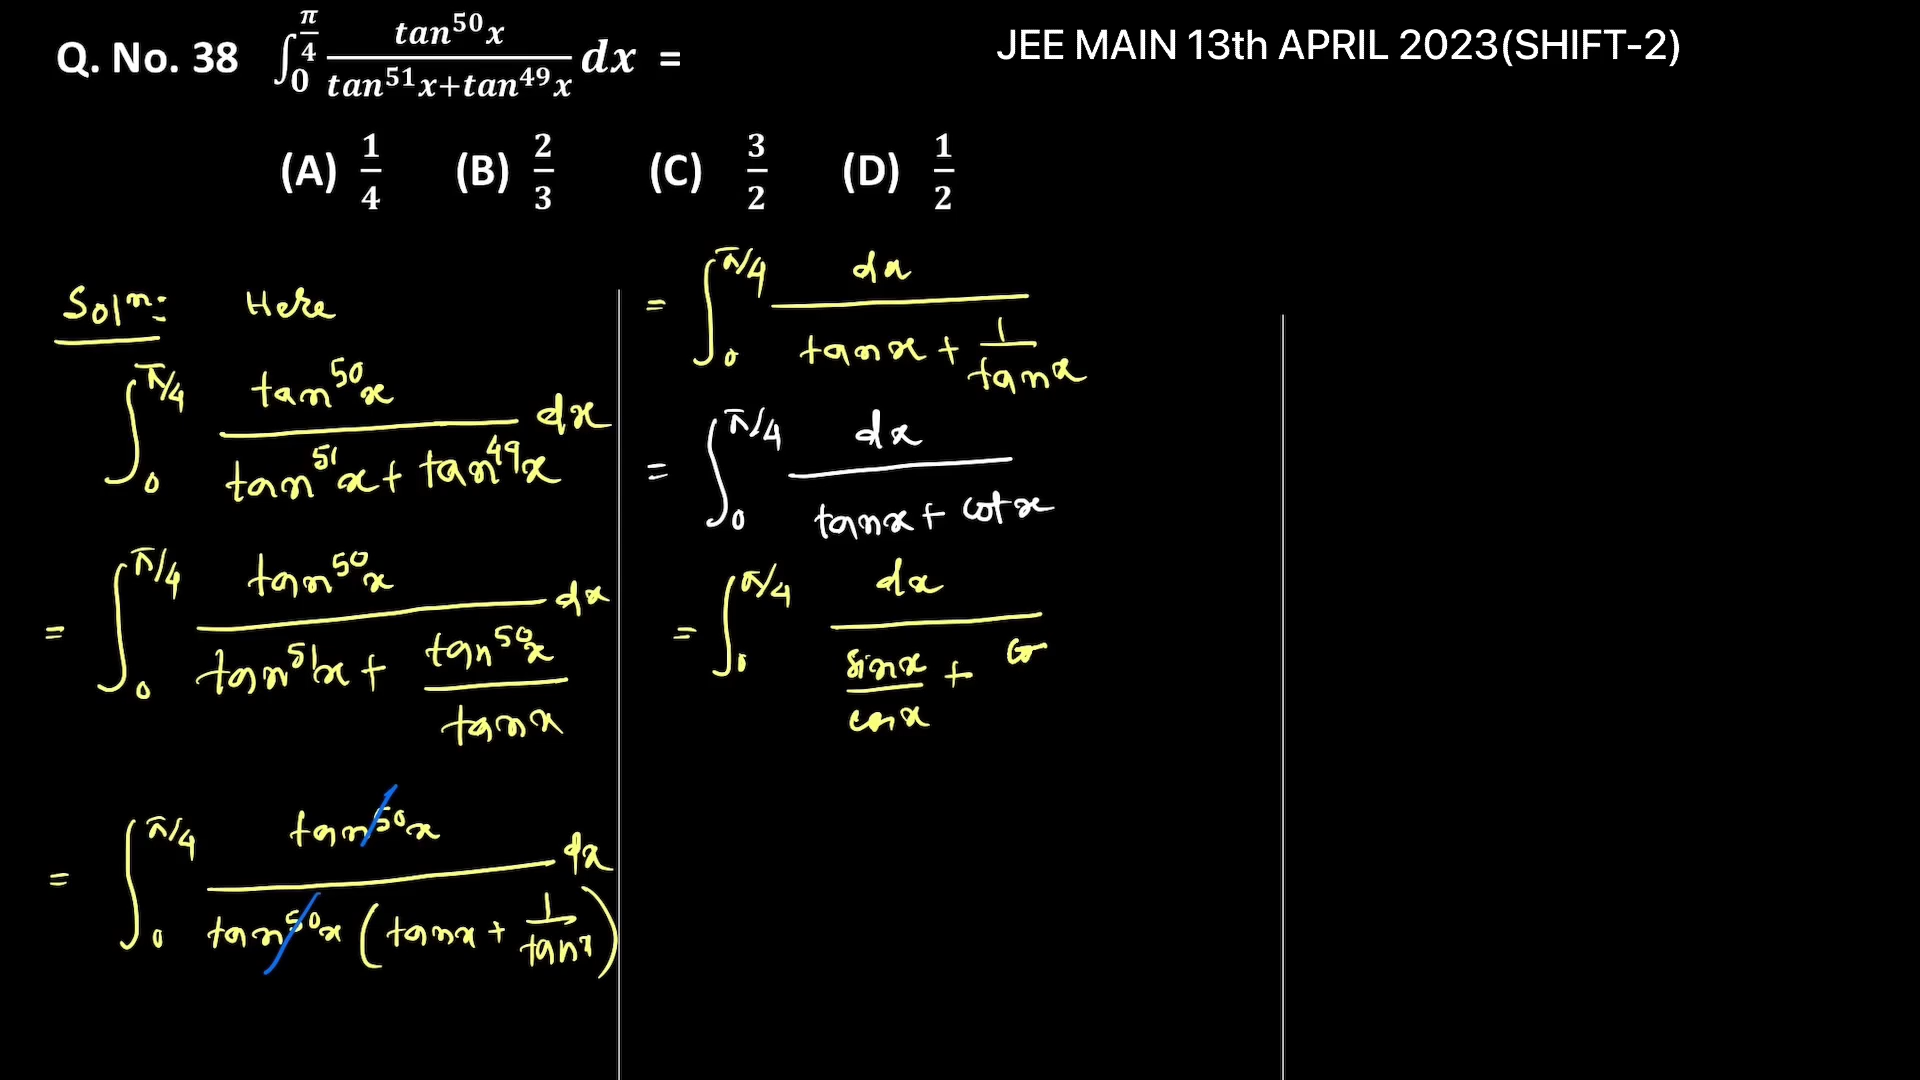 Q. No. 38 ∫₀^(π/4) tan⁵⁰x / (tan⁵¹x+tan⁴⁹x) dx =
JEE MAIN 13th APRIL 2023(SHIFT-2)
(A) 1/4 (B) 2/3 (C) 3/2 (D) 1/2
Solⁿ: Here
∫₀^(π/4) tan⁵⁰x / (tan⁵¹x + tan⁴⁹x) dx
= ∫₀^(π/4) tan⁵⁰x / (tan⁵¹x + tan⁵⁰x / tanx) dx
= ∫₀^(π/4) tan⁵⁰x / (tan⁵⁰x (tanx + 1/tanx)) dx
= ∫₀^(π/4) dx / (tanx + 1/tanx)
= ∫₀^(π/4) dx / (tanx + cotx)
= ∫₀^(π/4) dx / (sinx/cosx + co